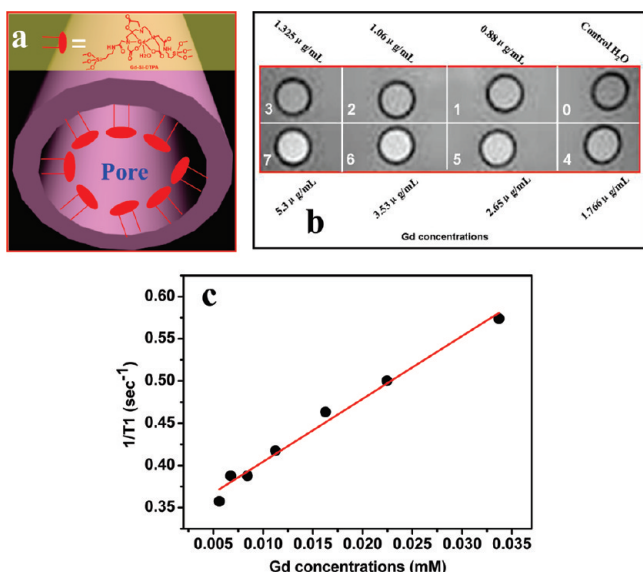 a
=
Gd-Si-DTPA
Pore
1.325 μ g/mL
1.06 μ g/mL
0.88 μ g/mL
Control H₂O
3
2
1
0
7
6
5
4
5.3 μ g/mL
3.53 μ g/mL
2.65 μ g/mL
1.766 μ g/mL
b
Gd concentrations
c
0.60
0.55
0.50
0.45
0.40
0.35
1/T1 (sec⁻¹)
0.005 0.010 0.015 0.020 0.025 0.030 0.035
Gd concentrations (mM)